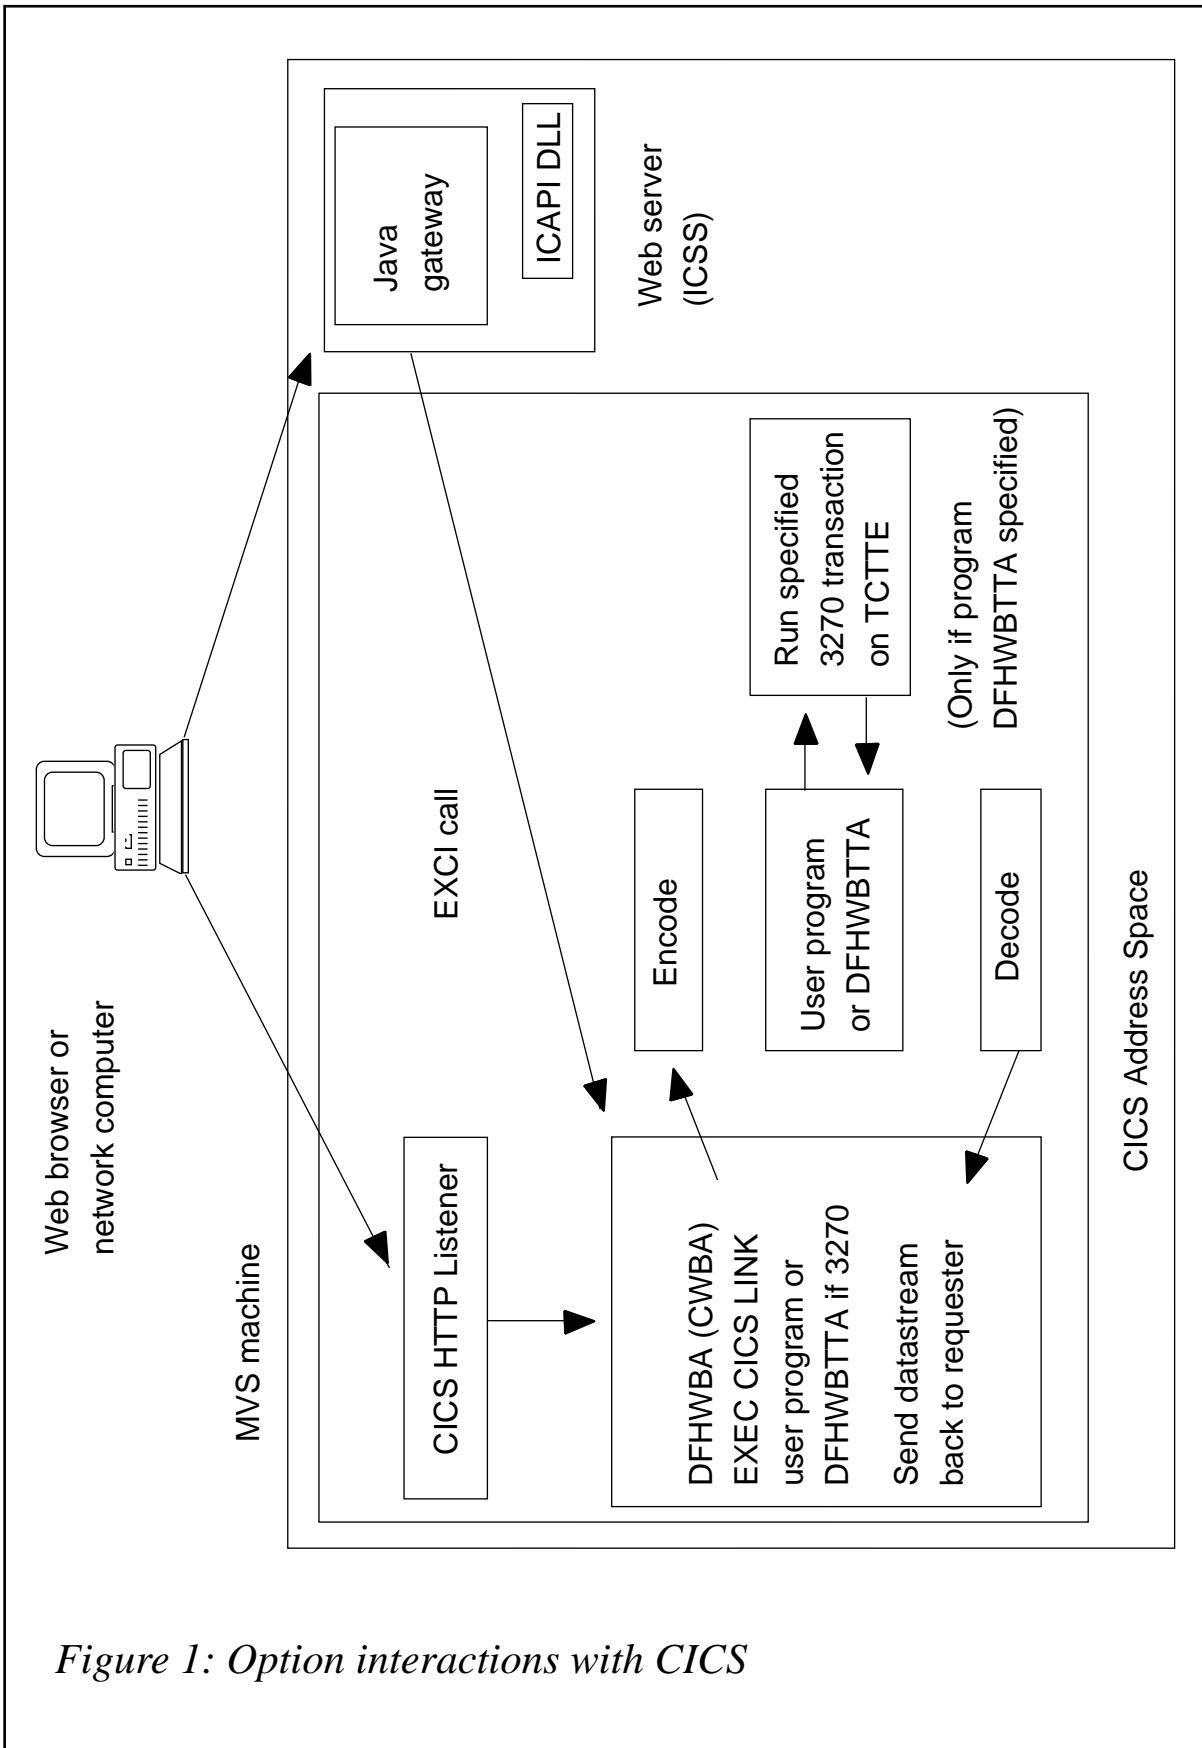 Web browser or
network computer
MVS machine
CICS HTTP Listener
EXCI call
Java
gateway
ICAPI DLL
Web server
(ICSS)
DFHWBA (CWBA)
EXEC CICS LINK
user program or
DFHWBTTA if 3270
Send datastream
back to requester
Encode
User program
or DFHWBTTA
Decode
Run specified
3270 transaction
on TCTTE
(Only if program
DFHWBTTA specified)
CICS Address Space
Figure 1: Option interactions with CICS